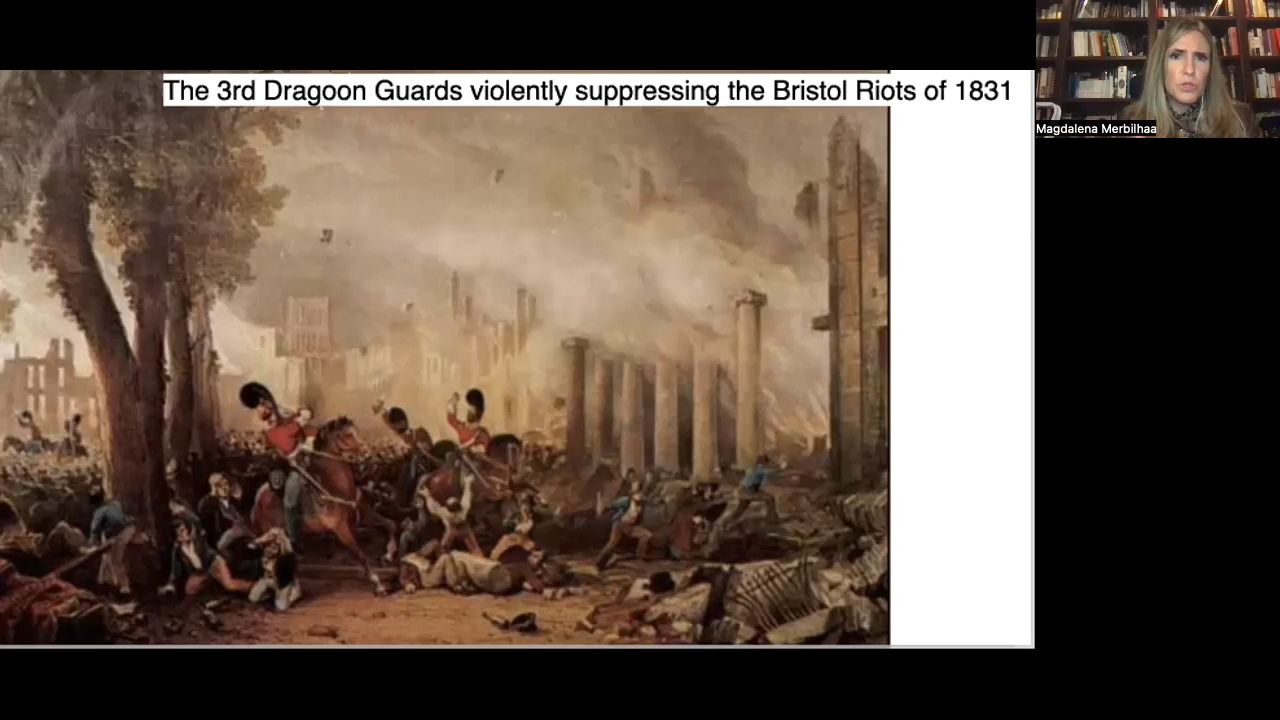 The 3rd Dragoon Guards violently suppressing the Bristol Riots of 1831
Magdalena Merbilhaa